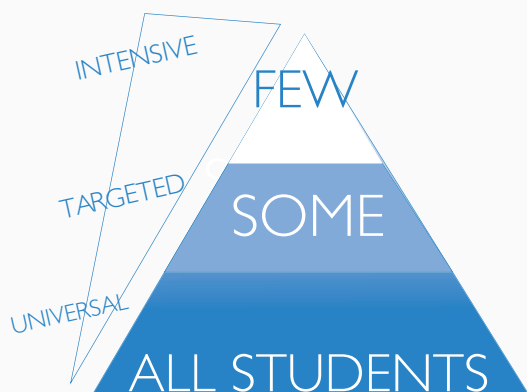 INTENSIVE
FEW
TARGETED
SOME
UNIVERSAL
ALL STUDENTS